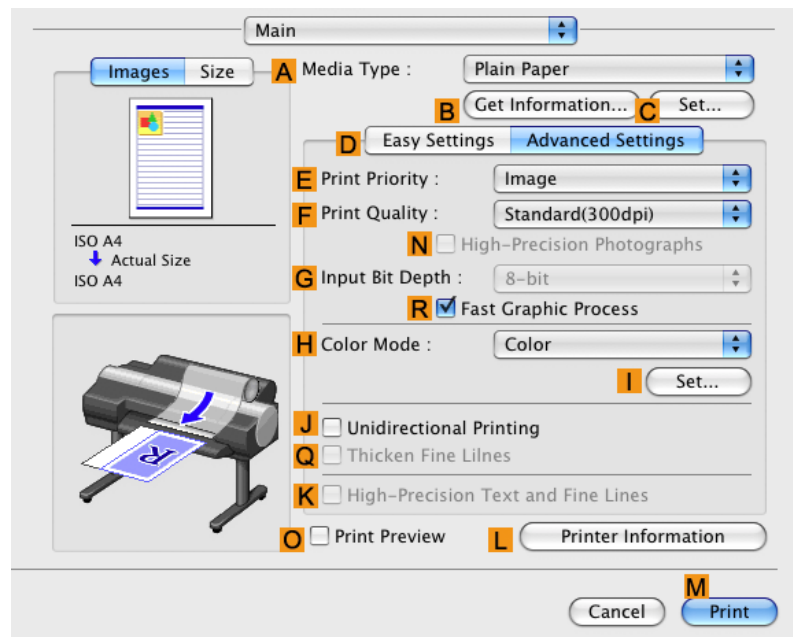 Main
Images Size
A Media Type : Plain Paper
B Get Information... C Set...
D Easy Settings Advanced Settings
E Print Priority : Image
F Print Quality : Standard(300dpi)
N High-Precision Photographs
G Input Bit Depth : 8-bit
R Fast Graphic Process
H Color Mode : Color
I Set...
J Unidirectional Printing
Q Thicken Fine Lilnes
K High-Precision Text and Fine Lines
O Print Preview L Printer Information
ISO A4
Actual Size
ISO A4
R
M
Cancel Print